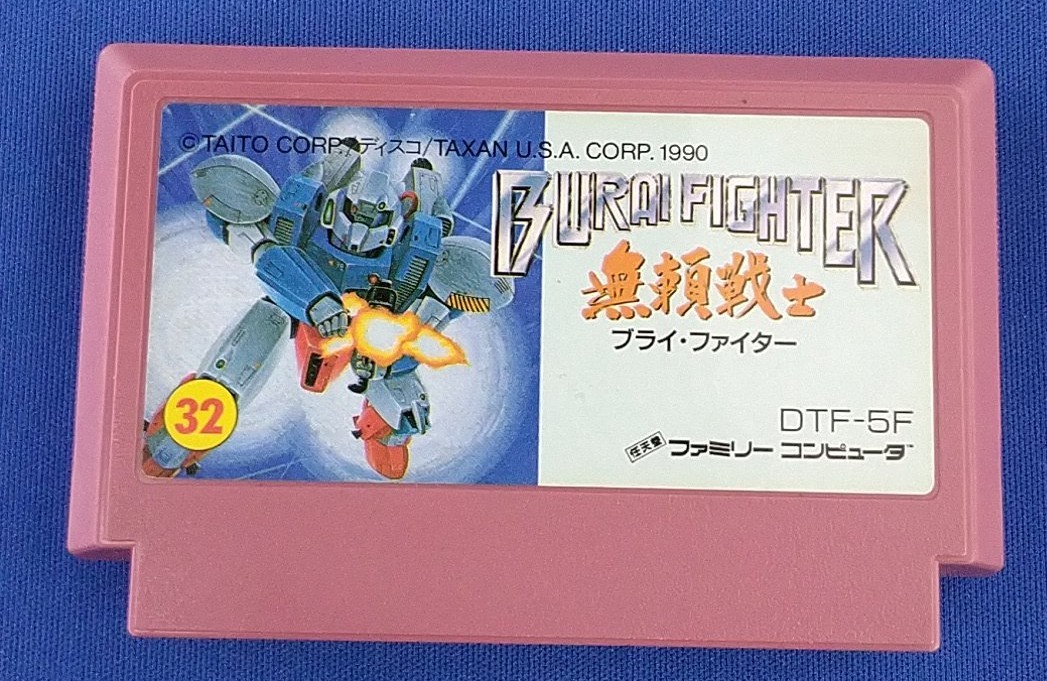 ©TAITO CORP./ディスコ/TAXAN U.S.A. CORP. 1990
BURAI FIGHTER
無頼戦士
ブライ・ファイター
32
DTF-5F
任天堂 ファミリー コンピュータ